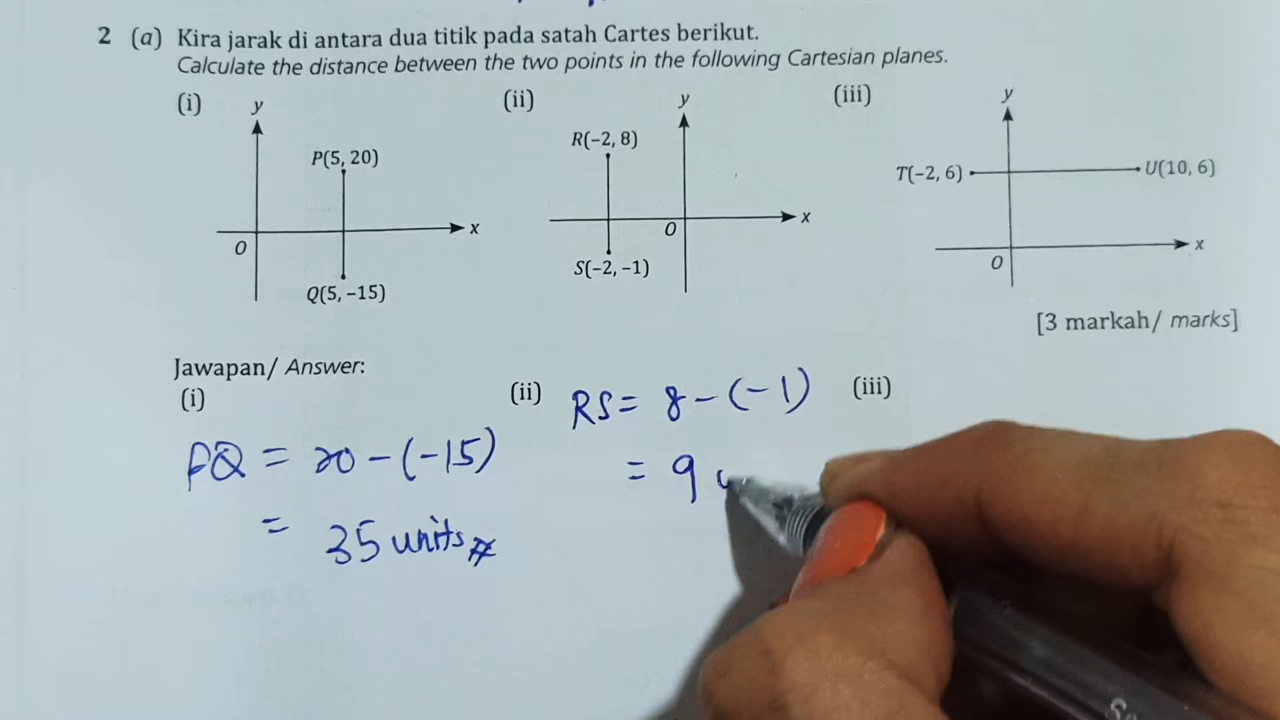 2 (a) Kira jarak di antara dua titik pada satah Cartes berikut.
Calculate the distance between the two points in the following Cartesian planes.
(i)
y
P(5, 20)
x
O
Q(5, –15)
(ii)
y
R(–2, 8)
x
O
S(–2, –1)
(iii)
y
T(–2, 6)
U(10, 6)
x
O
[3 markah/ marks]
Jawapan/ Answer:
(i)
PQ = 20 – (–15)
= 35 units
(ii) RS = 8 – (–1)
= 9 u
(iii)